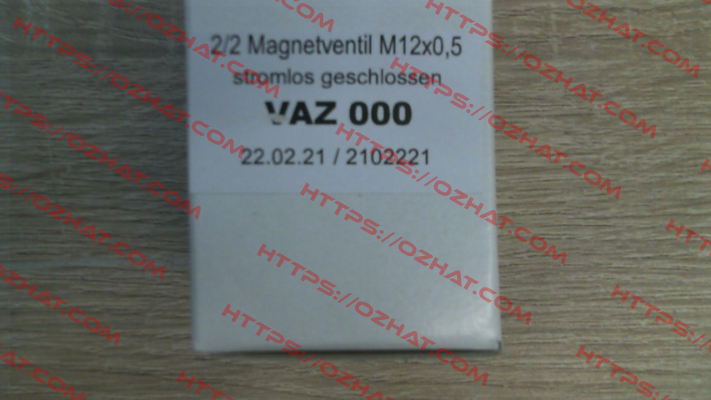 2/2 Magnetventil M12x0,5
stromlos geschlossen
VAZ 000
22.02.21 / 2102221
HTTPS://OZHAT.COM